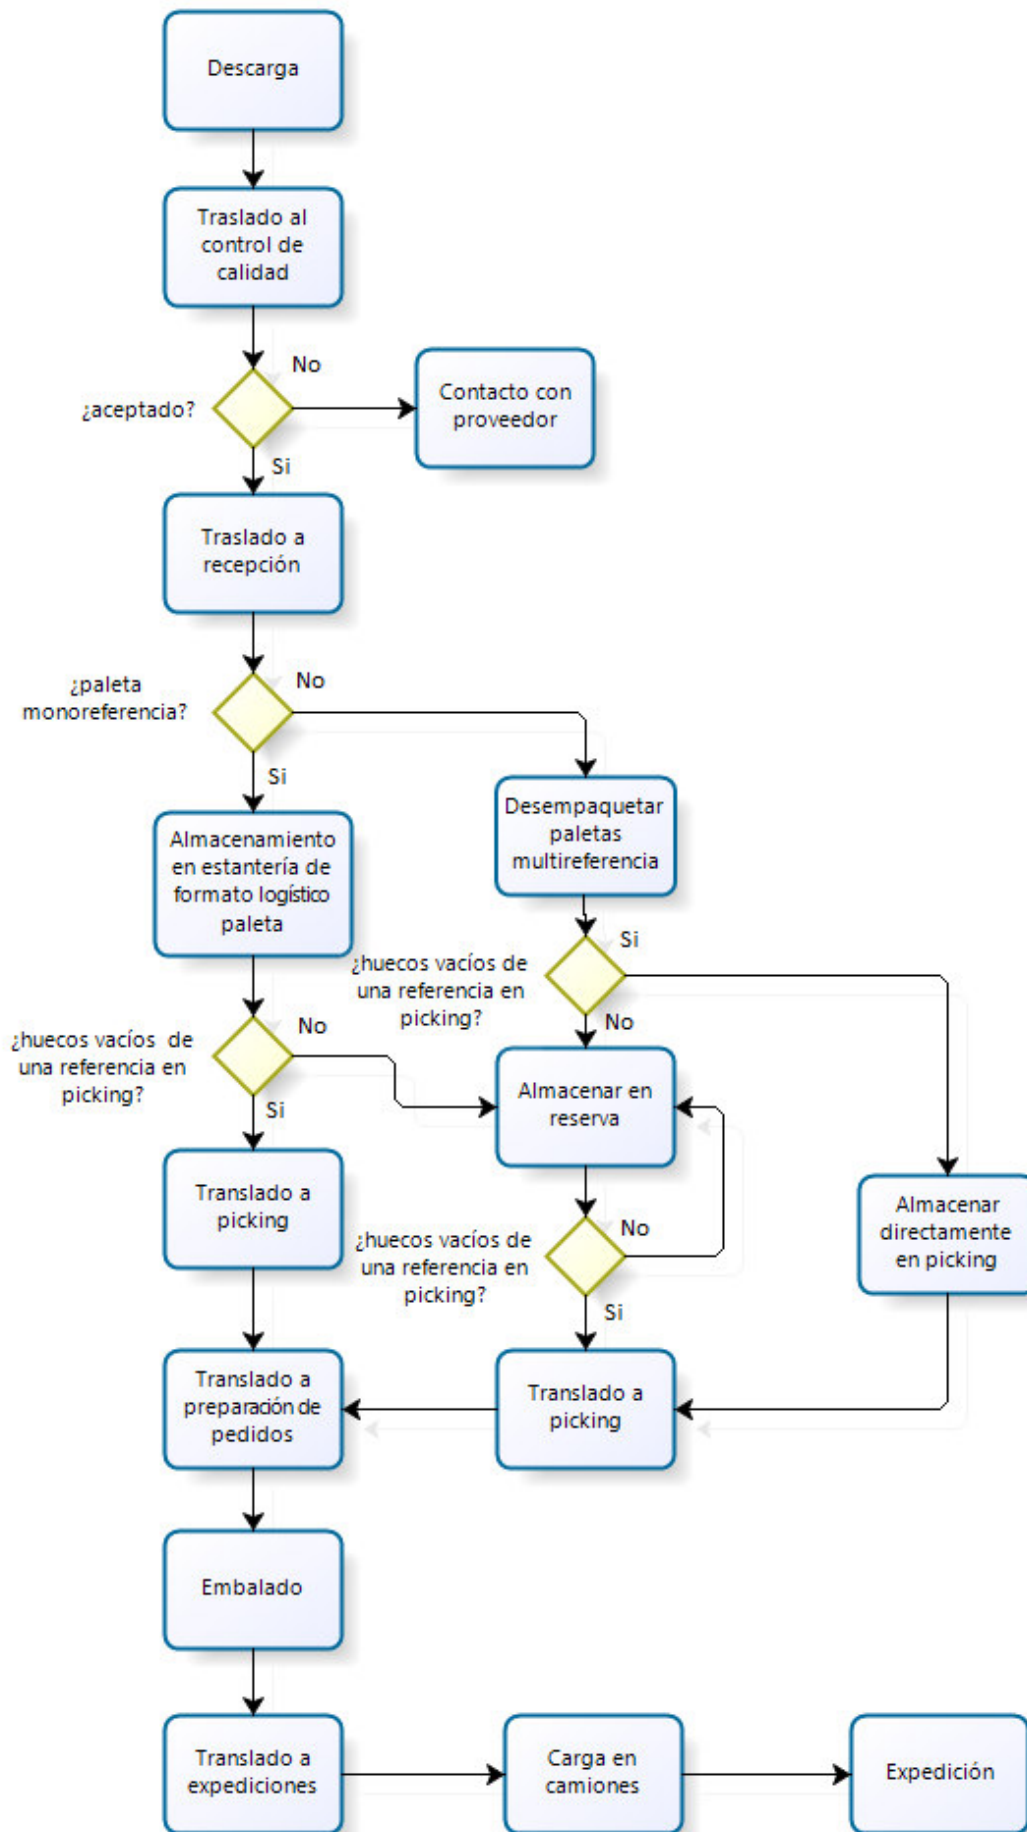 Descarga
Traslado al
control de
calidad
No
¿aceptado?
Contacto con
proveedor
Si
Traslado a
recepción
¿paleta
monoreferencia?
No
Si
Almacenamiento
en estantería de
formato logístico
paleta
Desempaquetar
paletas
multireferencia
Si
¿huecos vacíos de
una referencia en
picking?
No
¿huecos vacíos  de
una referencia en
picking?
No
Si
Almacenar en
reserva
Translado a
picking
¿huecos vacíos de
una referencia en
picking?
No
Si
Almacenar
directamente
en picking
Translado a
preparación de
pedidos
Translado a
picking
Embalado
Translado a
expediciones
Carga en
camiones
Expedición